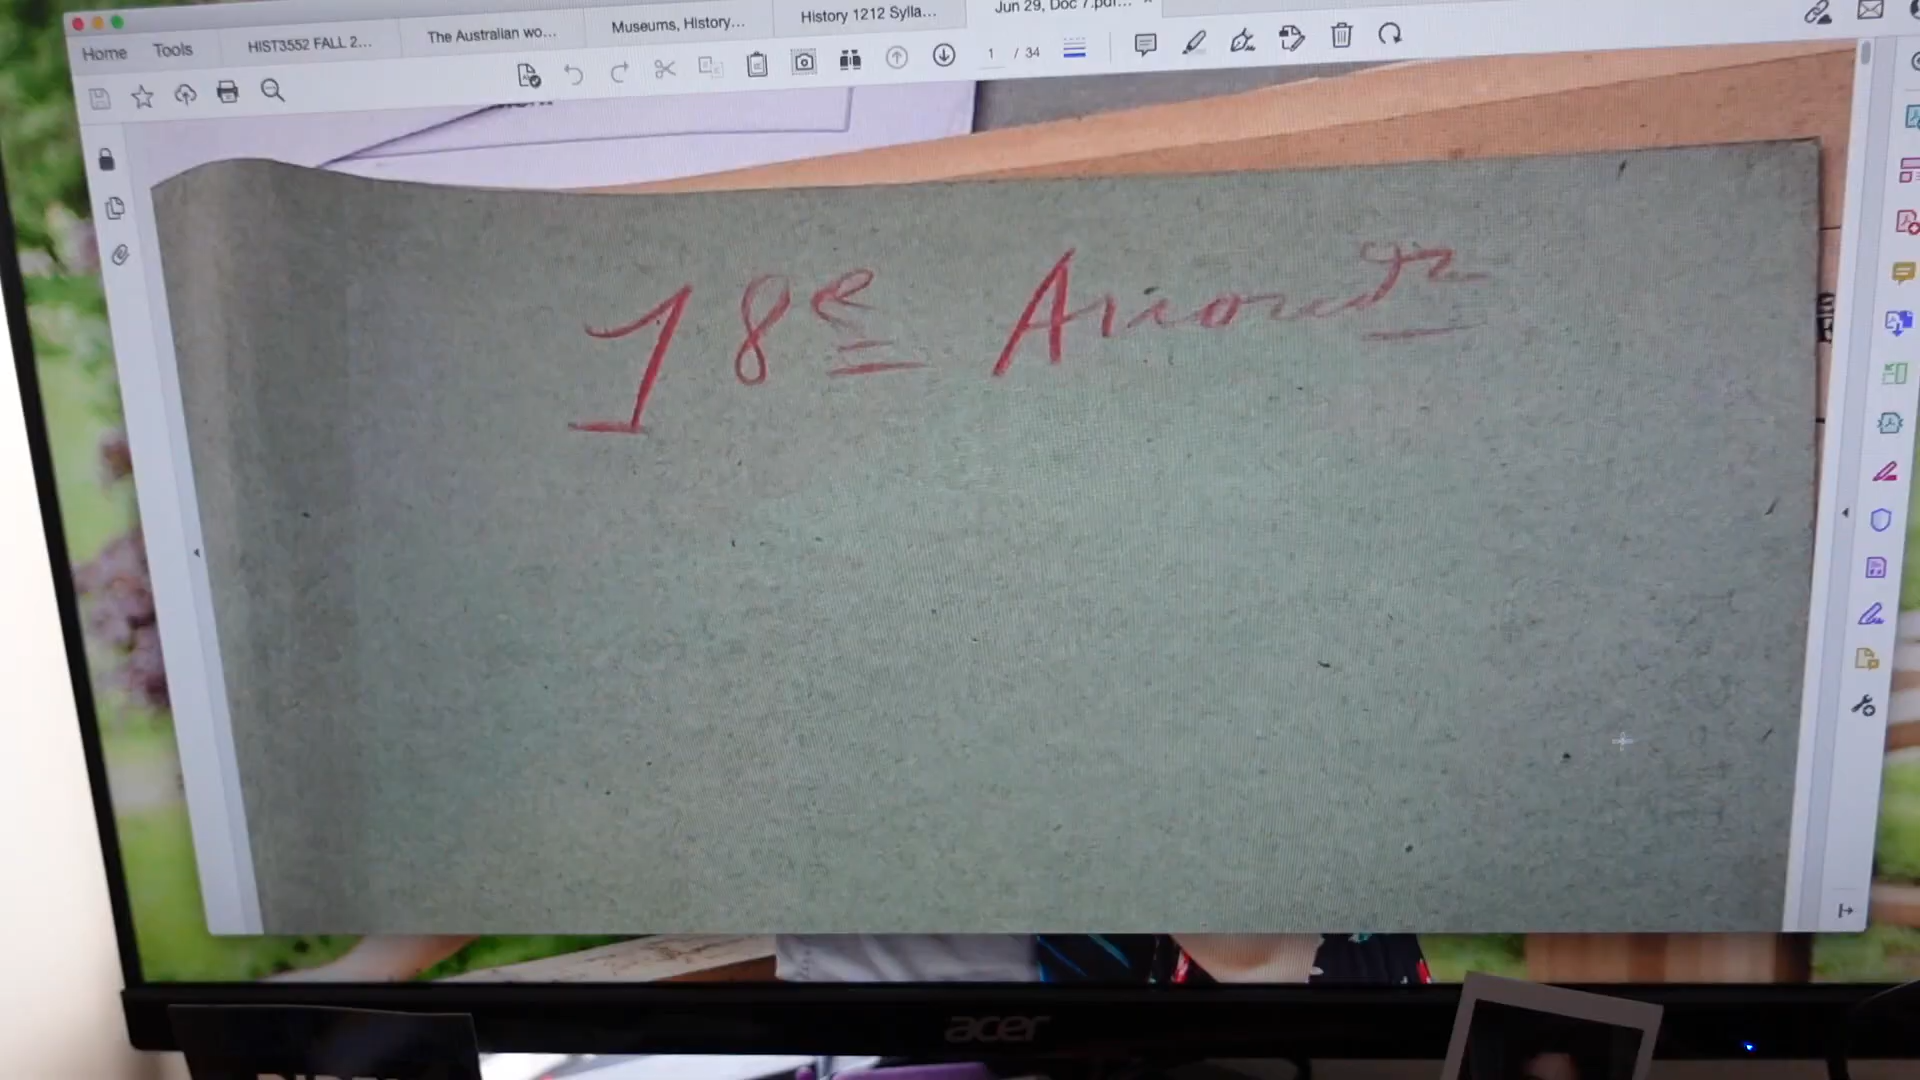 Home Tools HIST3552 FALL 2... The Australian wo... Museums, History... History 1212 Sylla... Jun 29, Doc 7.pdf...
1 / 34
18e Arrondt
acer